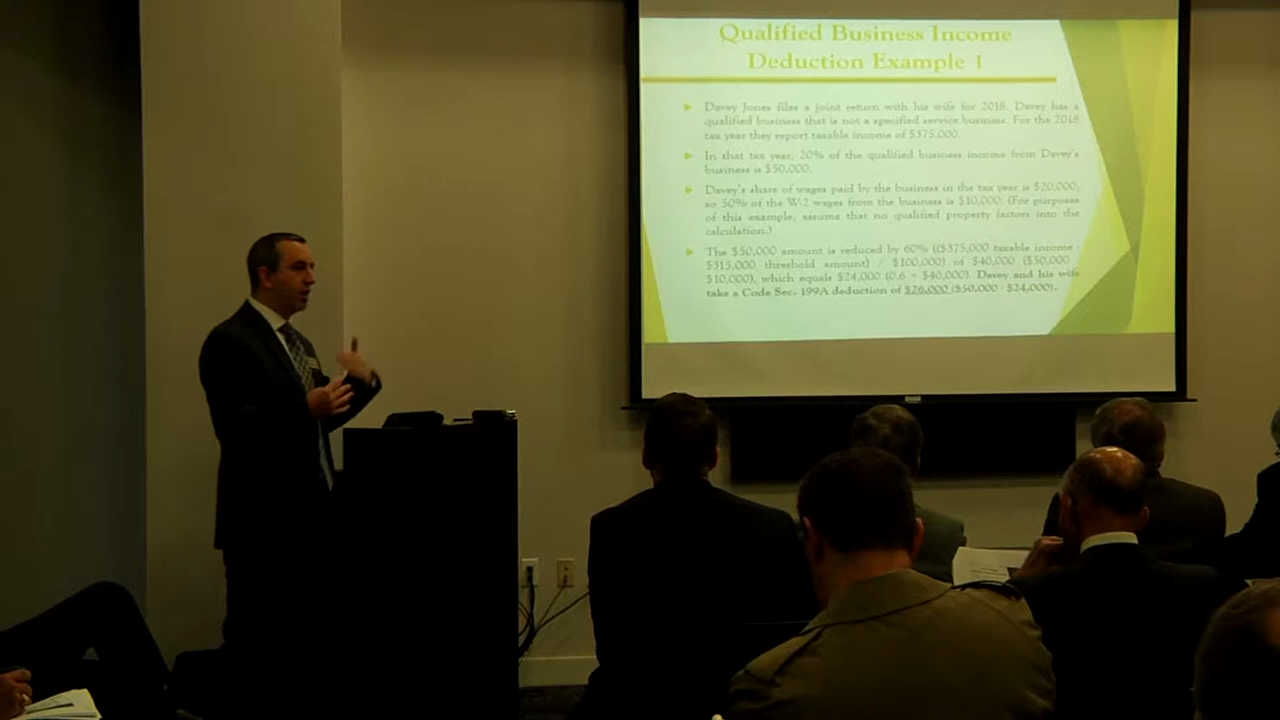 Qualified Business Income
Deduction Example 1
Davey Jones files a joint return with his wife for 2018. Davey has a
qualified business that is not a specified service business. For the 2018
tax year they report taxable income of $375,000.
In that tax year, 20% of the qualified business income from Davey's
business is $50,000.
Davey's share of wages paid by the business in the tax year is $20,000,
so 50% of the W-2 wages from the business is $10,000. (For purposes
of this example, assume that no qualified property factors into the
calculation.)
The $50,000 amount is reduced by 60% (($375,000 taxable income -
$315,000 threshold amount) / $100,000) of $40,000 ($50,000 -
$10,000), which equals $24,000 (0.6 × $40,000). Davey and his wife
take a Code Sec. 199A deduction of $26,000 ($50,000 - $24,000).